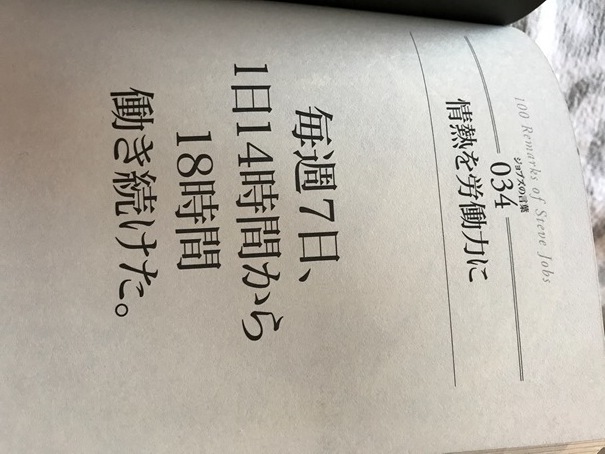 100 Remarks of Steve Jobs
ジョブズの言葉
034
情熱を労働力に
毎週7日、
1日14時間から
18時間
働き続けた。